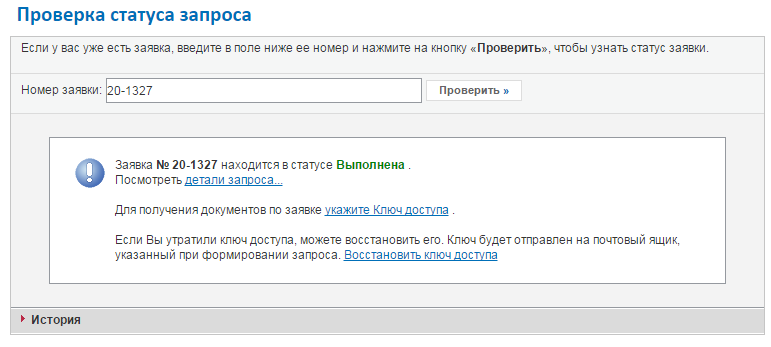 Проверка статуса запроса
Если у вас уже есть заявка, введите в поле ниже ее номер и нажмите на кнопку «Проверить», чтобы узнать статус заявки.
Номер заявки: 20-1327 Проверить »
Заявка № 20-1327 находится в статусе Выполнена .
Посмотреть детали запроса...
Для получения документов по заявке укажите Ключ доступа .
Если Вы утратили ключ доступа, можете восстановить его. Ключ будет отправлен на почтовый ящик,
указанный при формировании запроса. Восстановить ключ доступа
История